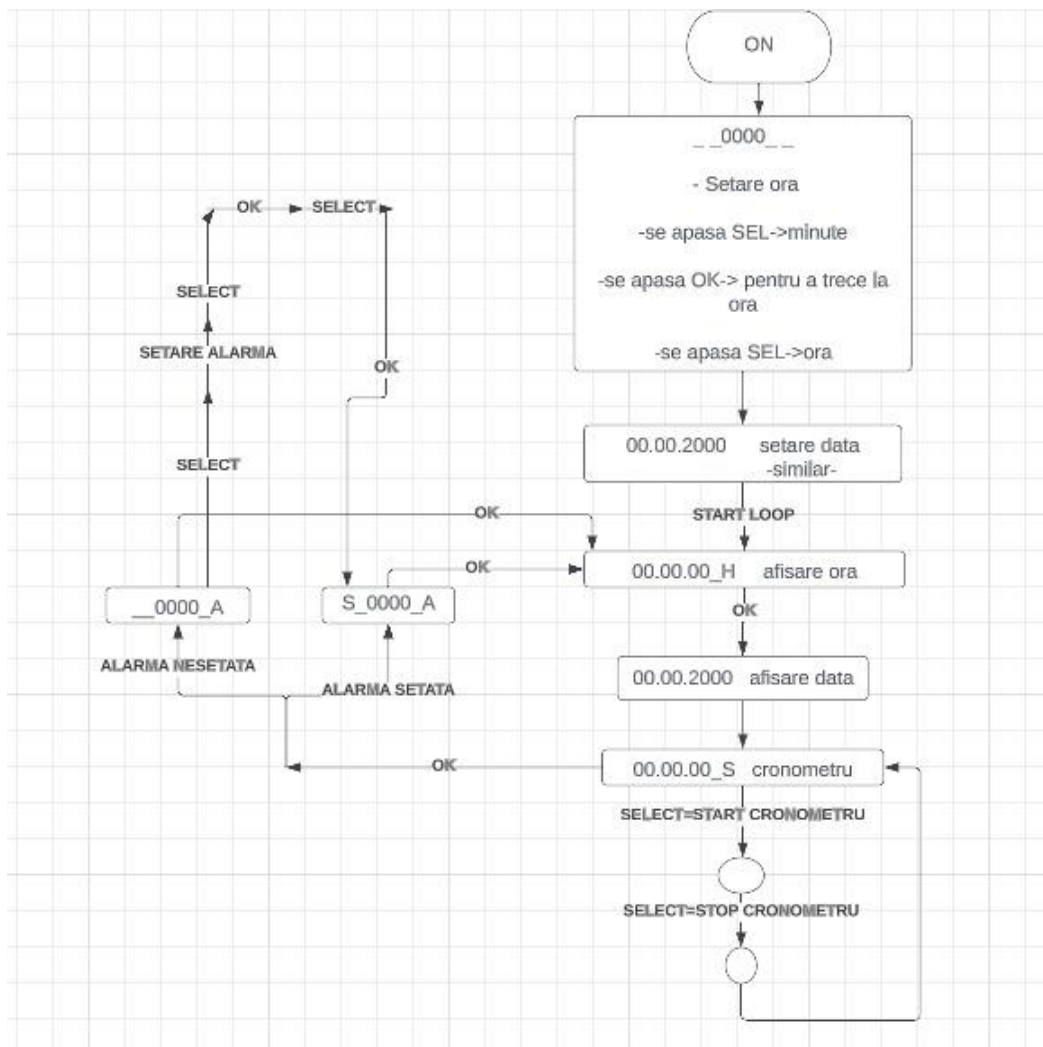 ON
_ _0000_ _
- Setare ora
-se apasa SEL->minute
-se apasa OK-> pentru a trece la
ora
-se apasa SEL->ora
00.00.2000 setare data
-similar-
START LOOP
00.00.00_H afisare ora
OK
00.00.2000 afisare data
00.00.00_S cronometru
SELECT=START CRONOMETRU
SELECT=STOP CRONOMETRU
OK
ALARMA NESETATA
ALARMA SETATA
__0000_A
S_0000_A
OK
OK
SELECT
SETARE ALARMA
SELECT
OK
SELECT
OK